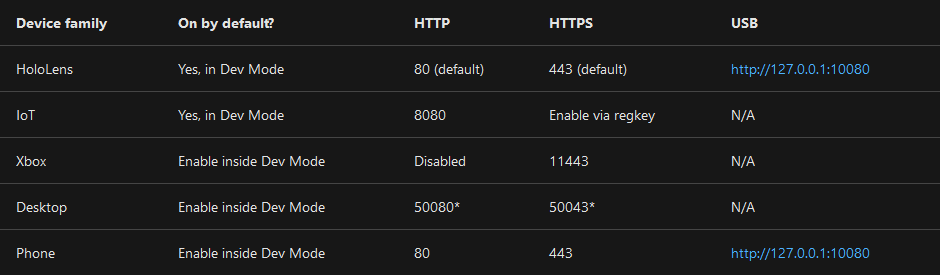 Device family On by default? HTTP HTTPS USB
HoloLens Yes, in Dev Mode 80 (default) 443 (default) http://127.0.0.1:10080
IoT Yes, in Dev Mode 8080 Enable via regkey N/A
Xbox Enable inside Dev Mode Disabled 11443 N/A
Desktop Enable inside Dev Mode 50080* 50043* N/A
Phone Enable inside Dev Mode 80 443 http://127.0.0.1:10080